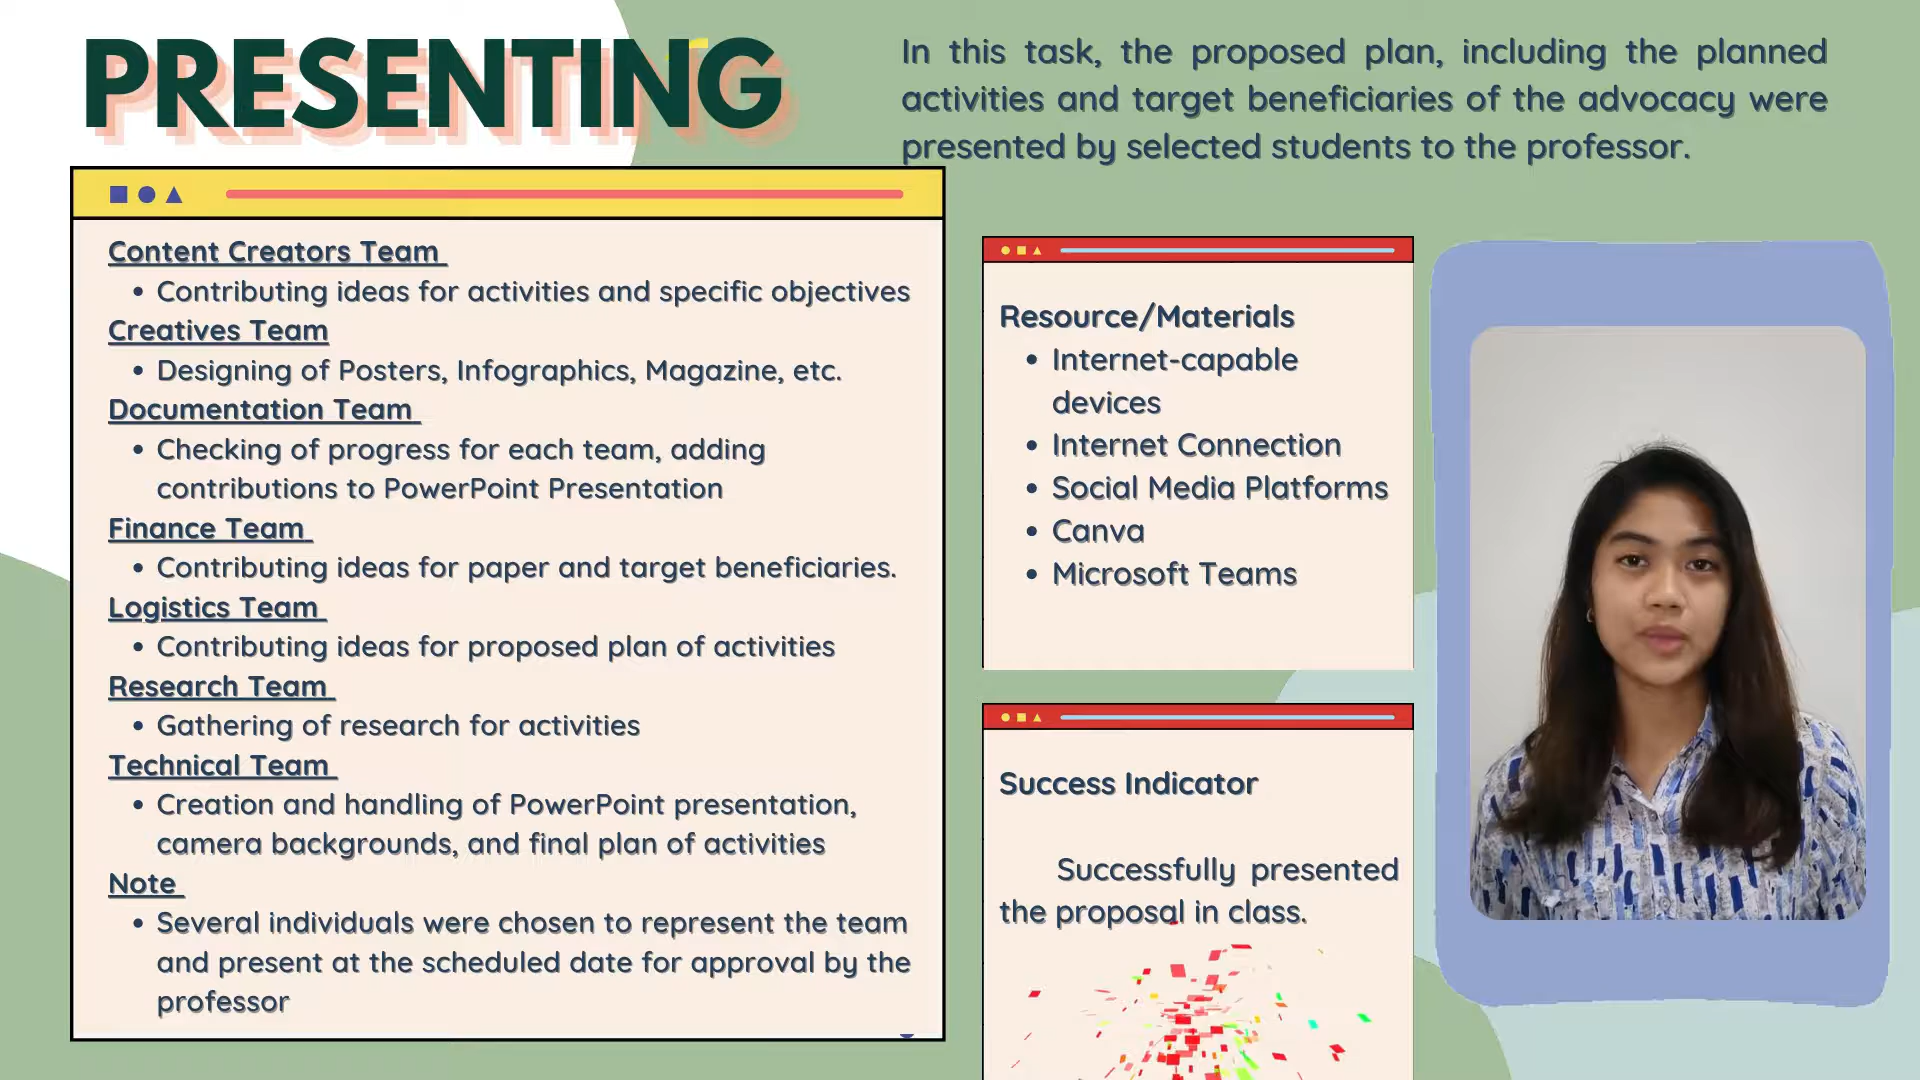 PRESENTING
In this task, the proposed plan, including the planned
activities and target beneficiaries of the advocacy were
presented by selected students to the professor.
Content Creators Team
• Contributing ideas for activities and specific objectives
Creatives Team
• Designing of Posters, Infographics, Magazine, etc.
Documentation Team
• Checking of progress for each team, adding
contributions to PowerPoint Presentation
Finance Team
• Contributing ideas for paper and target beneficiaries.
Logistics Team
• Contributing ideas for proposed plan of activities
Research Team
• Gathering of research for activities
Technical Team
• Creation and handling of PowerPoint presentation,
camera backgrounds, and final plan of activities
Note
• Several individuals were chosen to represent the team
and present at the scheduled date for approval by the
professor
Resource/Materials
• Internet-capable
devices
• Internet Connection
• Social Media Platforms
• Canva
• Microsoft Teams
Success Indicator
Successfully presented
the proposal in class.